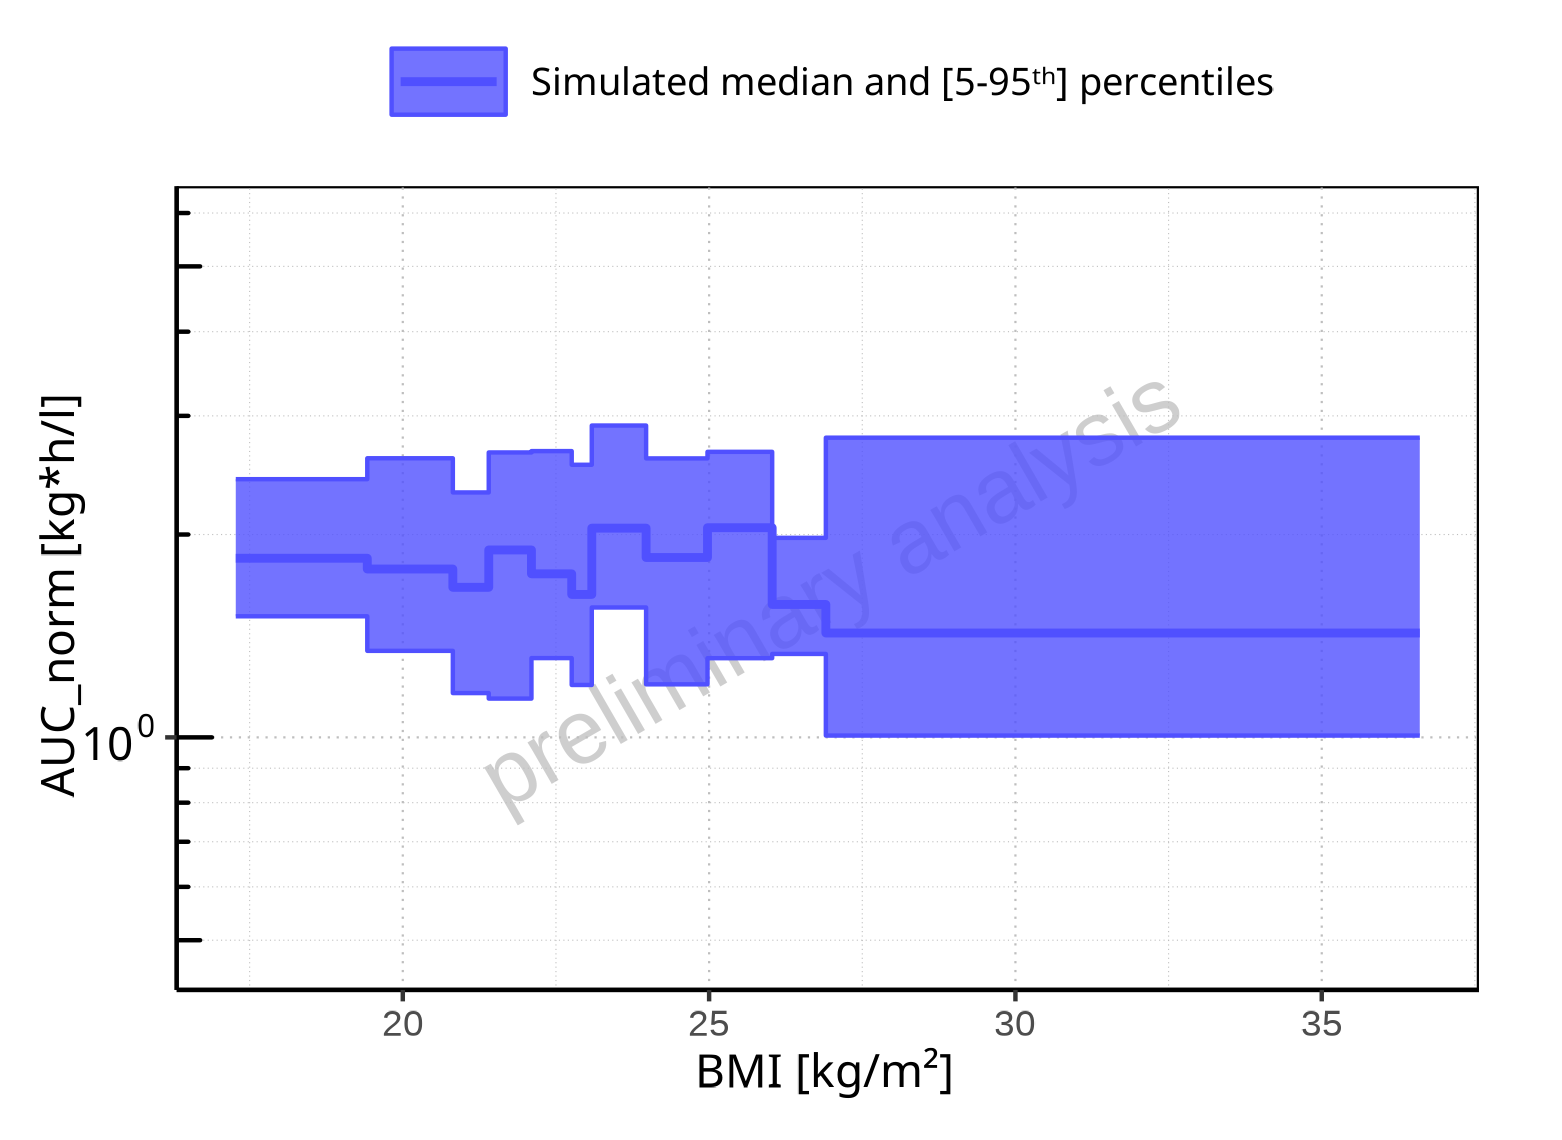 Simulated median and [5-95ᵗʰ] percentiles
AUC_norm [kg*h/l]
10⁰
preliminary analysis
20 25 30 35
BMI [kg/m²]